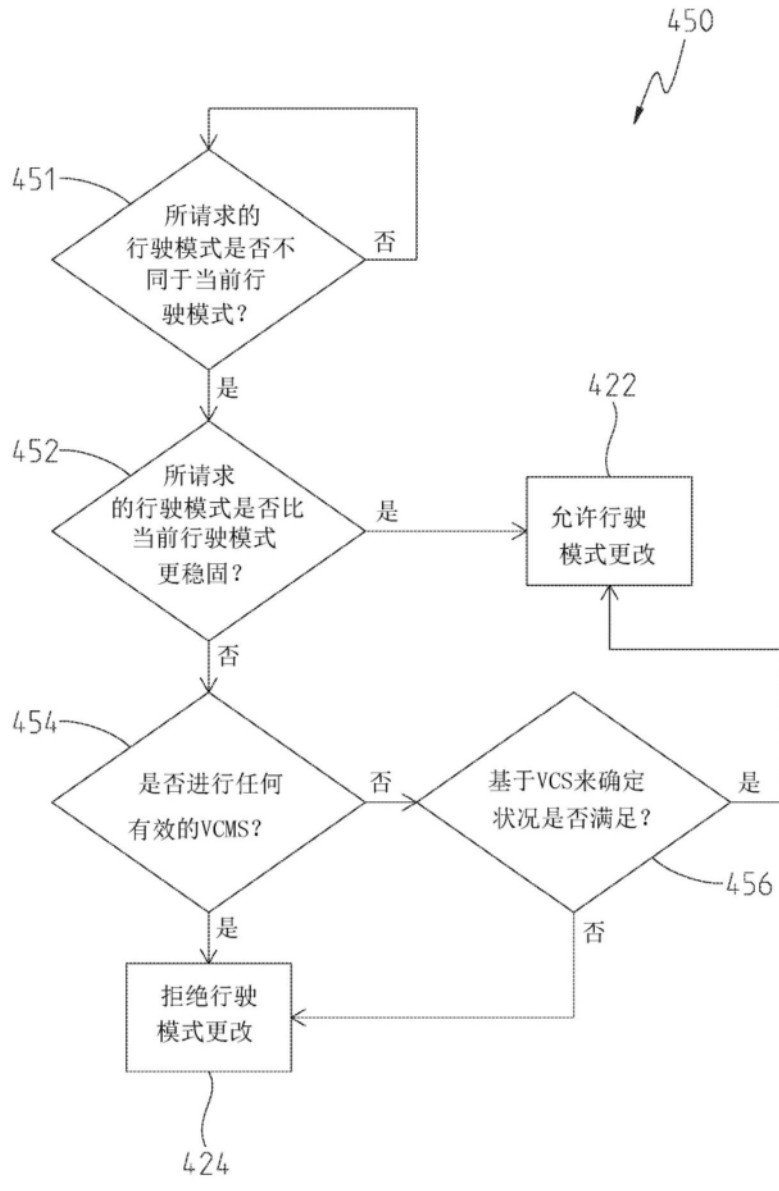 450
451
所请求的
行驶模式是否不
同于当前行
驶模式？
否
是
422
452
所请求
的行驶模式是否比
当前行驶模式
更稳固？
是
允许行驶
模式更改
否
454
是否进行任何
有效的VCMS？
否
基于VCS来确定
状况是否满足？
是
456
是
否
拒绝行驶
模式更改
424